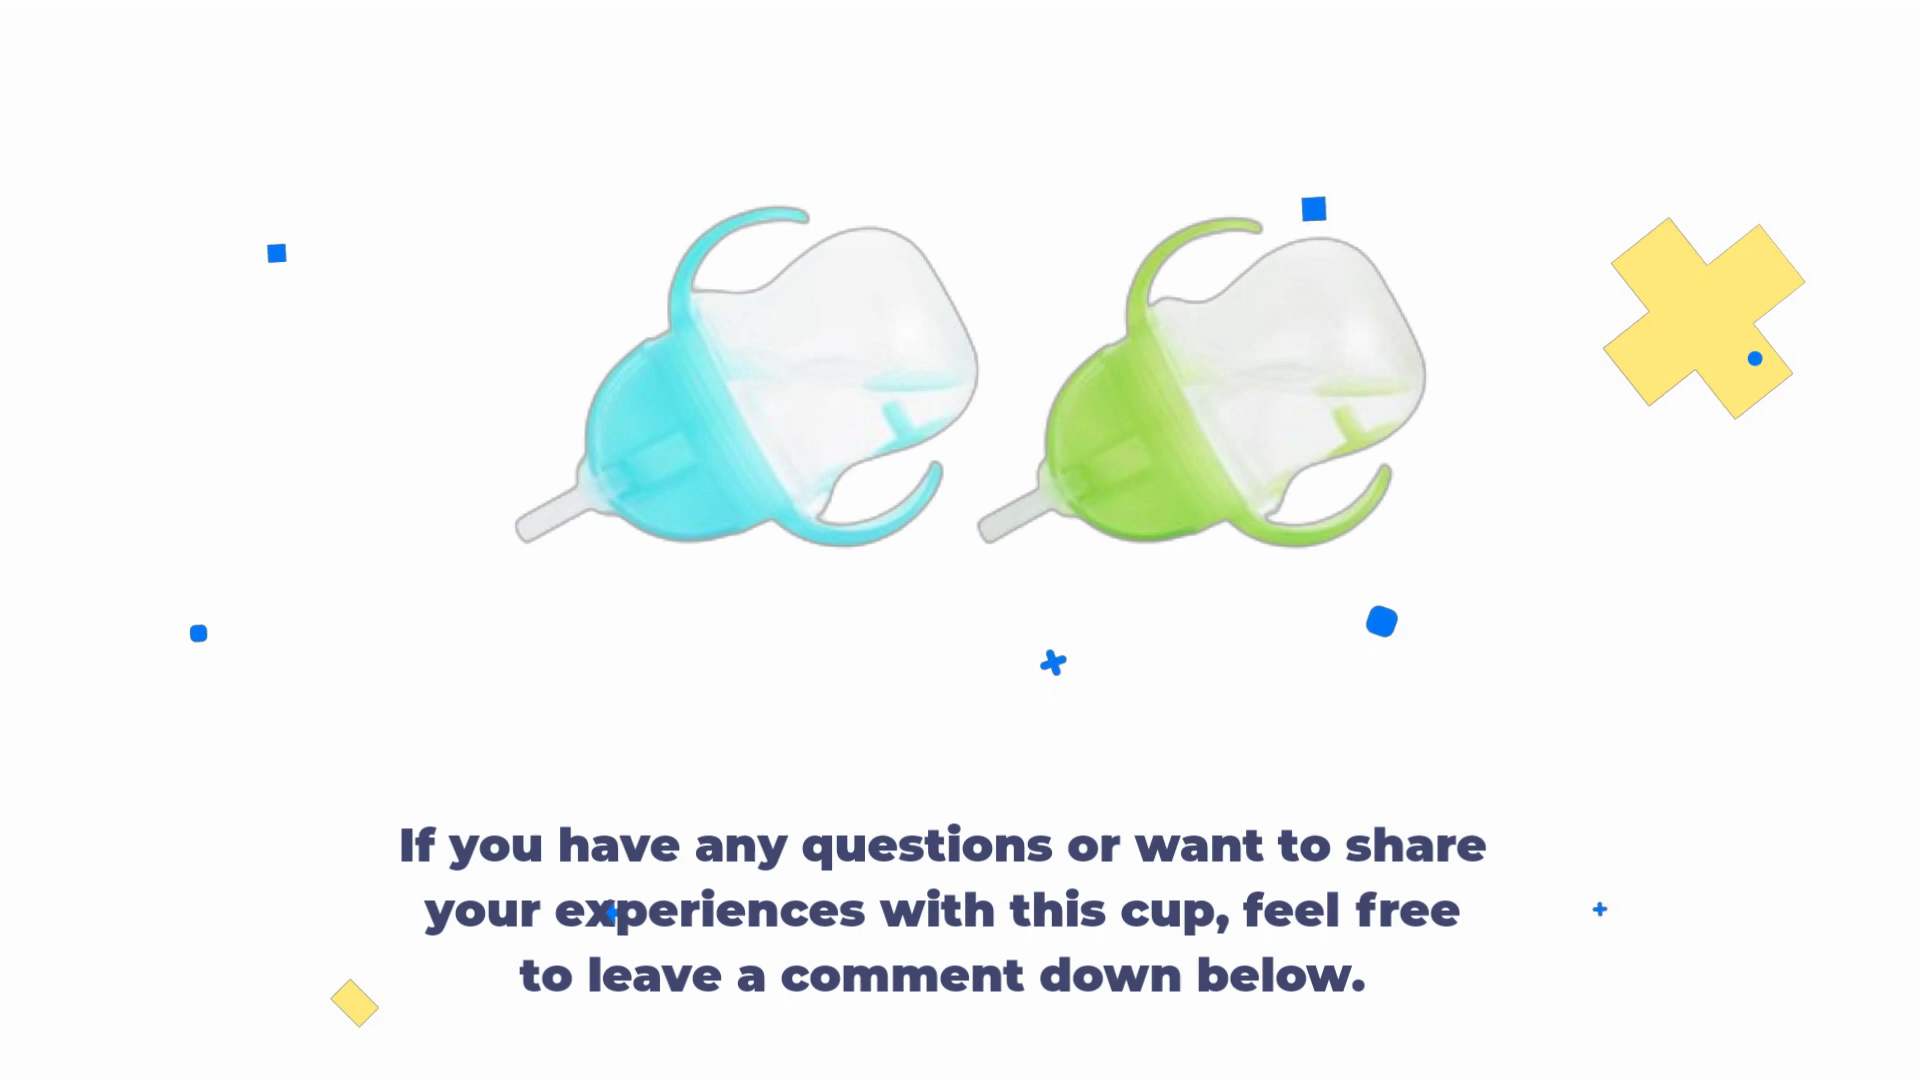 If you have any questions or want to share
your experiences with this cup, feel free
to leave a comment down below.